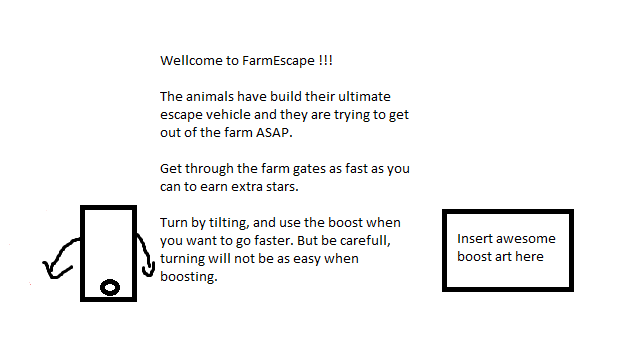 Wellcome to FarmEscape !!!
The animals have build their ultimate
escape vehicle and they are trying to get
out of the farm ASAP.
Get through the farm gates as fast as you
can to earn extra stars.
Turn by tilting, and use the boost when
you want to go faster. But be carefull,
turning will not be as easy when
boosting.
Insert awesome
boost art here